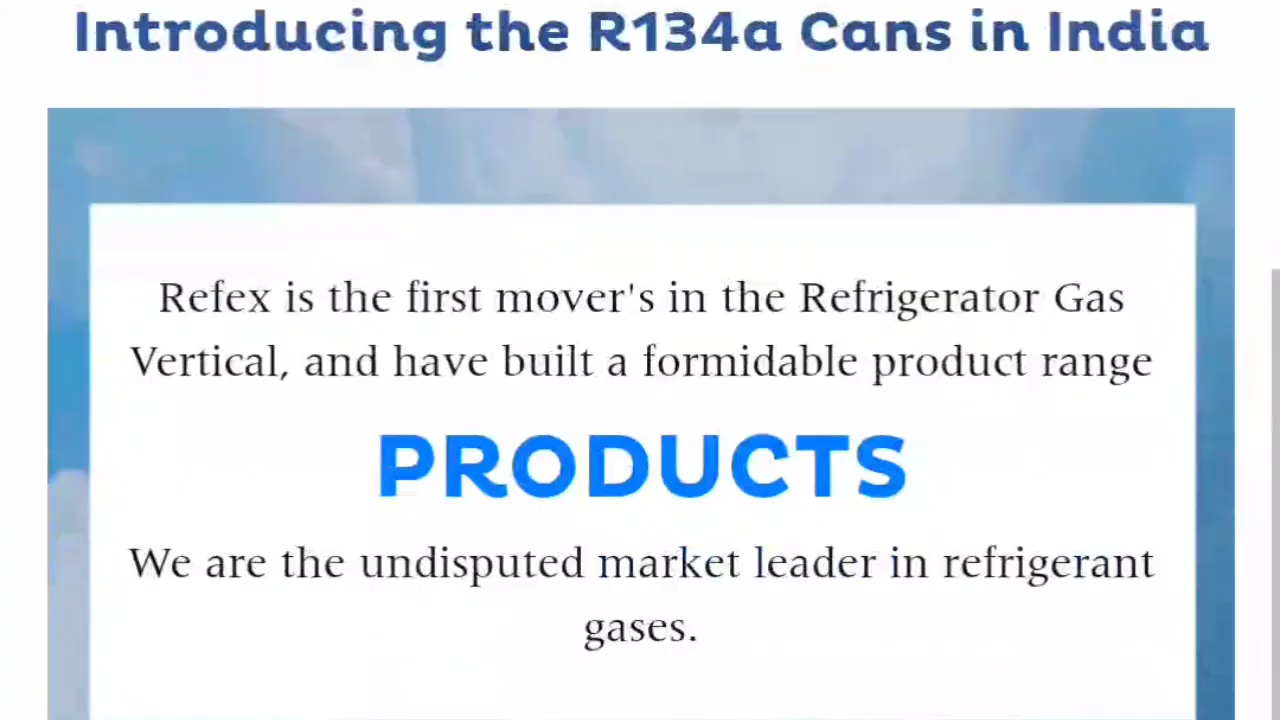 Introducing the R134a Cans in India
Refex is the first mover's in the Refrigerator Gas
Vertical, and have built a formidable product range
PRODUCTS
We are the undisputed market leader in refrigerant
gases.